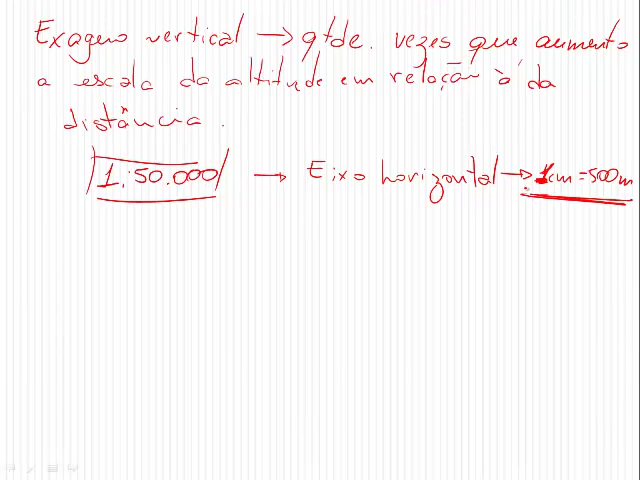 Exagero vertical → qtde. vezes que aumento
a escala da altitude em relação à da
distância.
1:50.000 → Eixo horizontal → 1cm = 500m